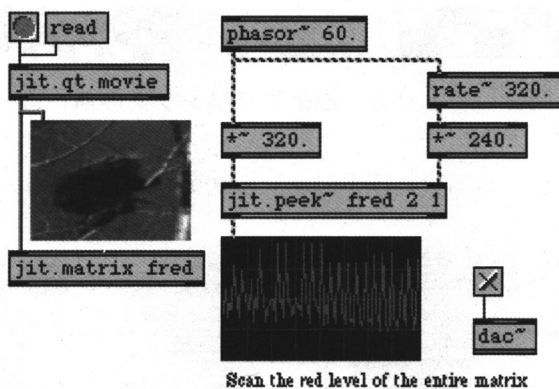 read
jit.qt.movie
jit.matrix fred
phasor~ 60.
rate~ 320.
*~ 320.
*~ 240.
jit.peek~ fred 2 1
dac~
Scan the red level of the entire matrix